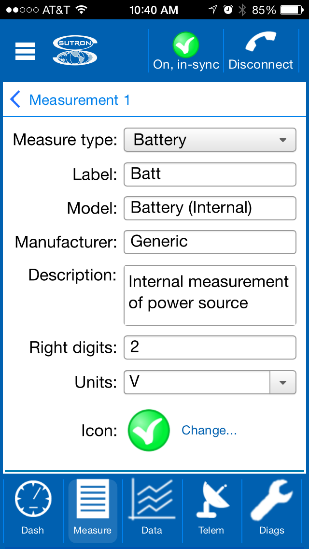 AT&T 10:40 AM 85%
SUTRON
On, in-sync Disconnect
Measurement 1
Measure type: Battery
Label: Batt
Model: Battery (Internal)
Manufacturer: Generic
Description: Internal measurement
of power source
Right digits: 2
Units: V
Icon: Change...
Dash Measure Data Telem Diags